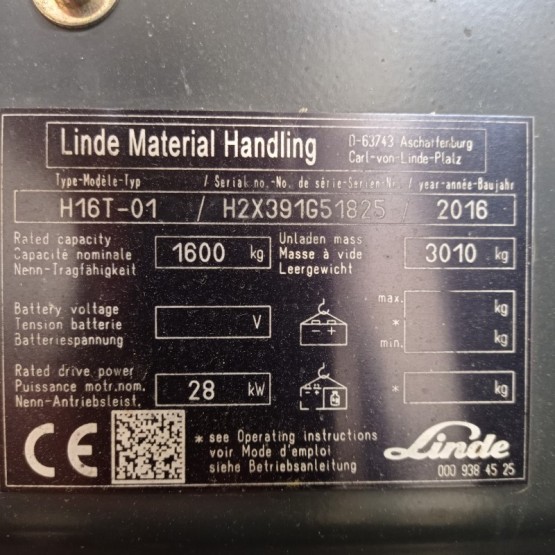 Linde Material Handling
D-63743 Aschaffenburg
Carl-von-Linde-Platz
Type-Modèle-Typ / Serial no.-No. de série-Serien-Nr. / year-année-Baujahr
H16T-01 / H2X391G51825 / 2016
Rated capacity
Capacité nominale
Nenn-Tragfähigkeit
1600 kg
Unladen mass
Masse à vide
Leergewicht
3010 kg
Battery voltage
Tension batterie
Batteriespannung
V
max.
*
min.
kg
kg
Rated drive power
Puissance motr.nom.
Nenn-Antriebsleist.
28 kW
* kg
kg
CE
* see Operating instructions
voir Mode d'emploi
siehe Betriebsanleitung
Linde
000 938 45 25